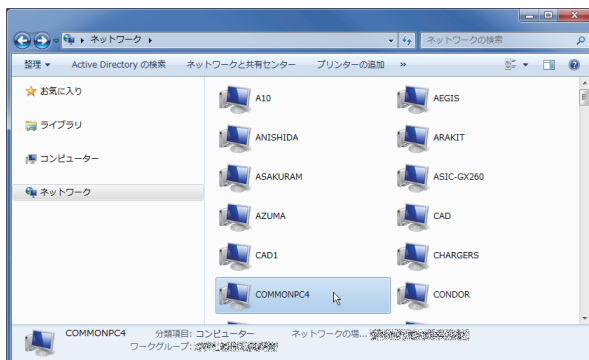 ネットワーク
ネットワークの検索
整理 Active Directory の検索 ネットワークと共有センター プリンターの追加 »
お気に入り
ライブラリ
コンピューター
ネットワーク
A10 AEGIS
ANISHIDA ARAKIT
ASAKURAM ASIC-GX260
AZUMA CAD
CAD1 CHARGERS
COMMONPC4 CONDOR
COMMONPC4 分類項目: コンピューター ネットワークの場...
ワークグループ: